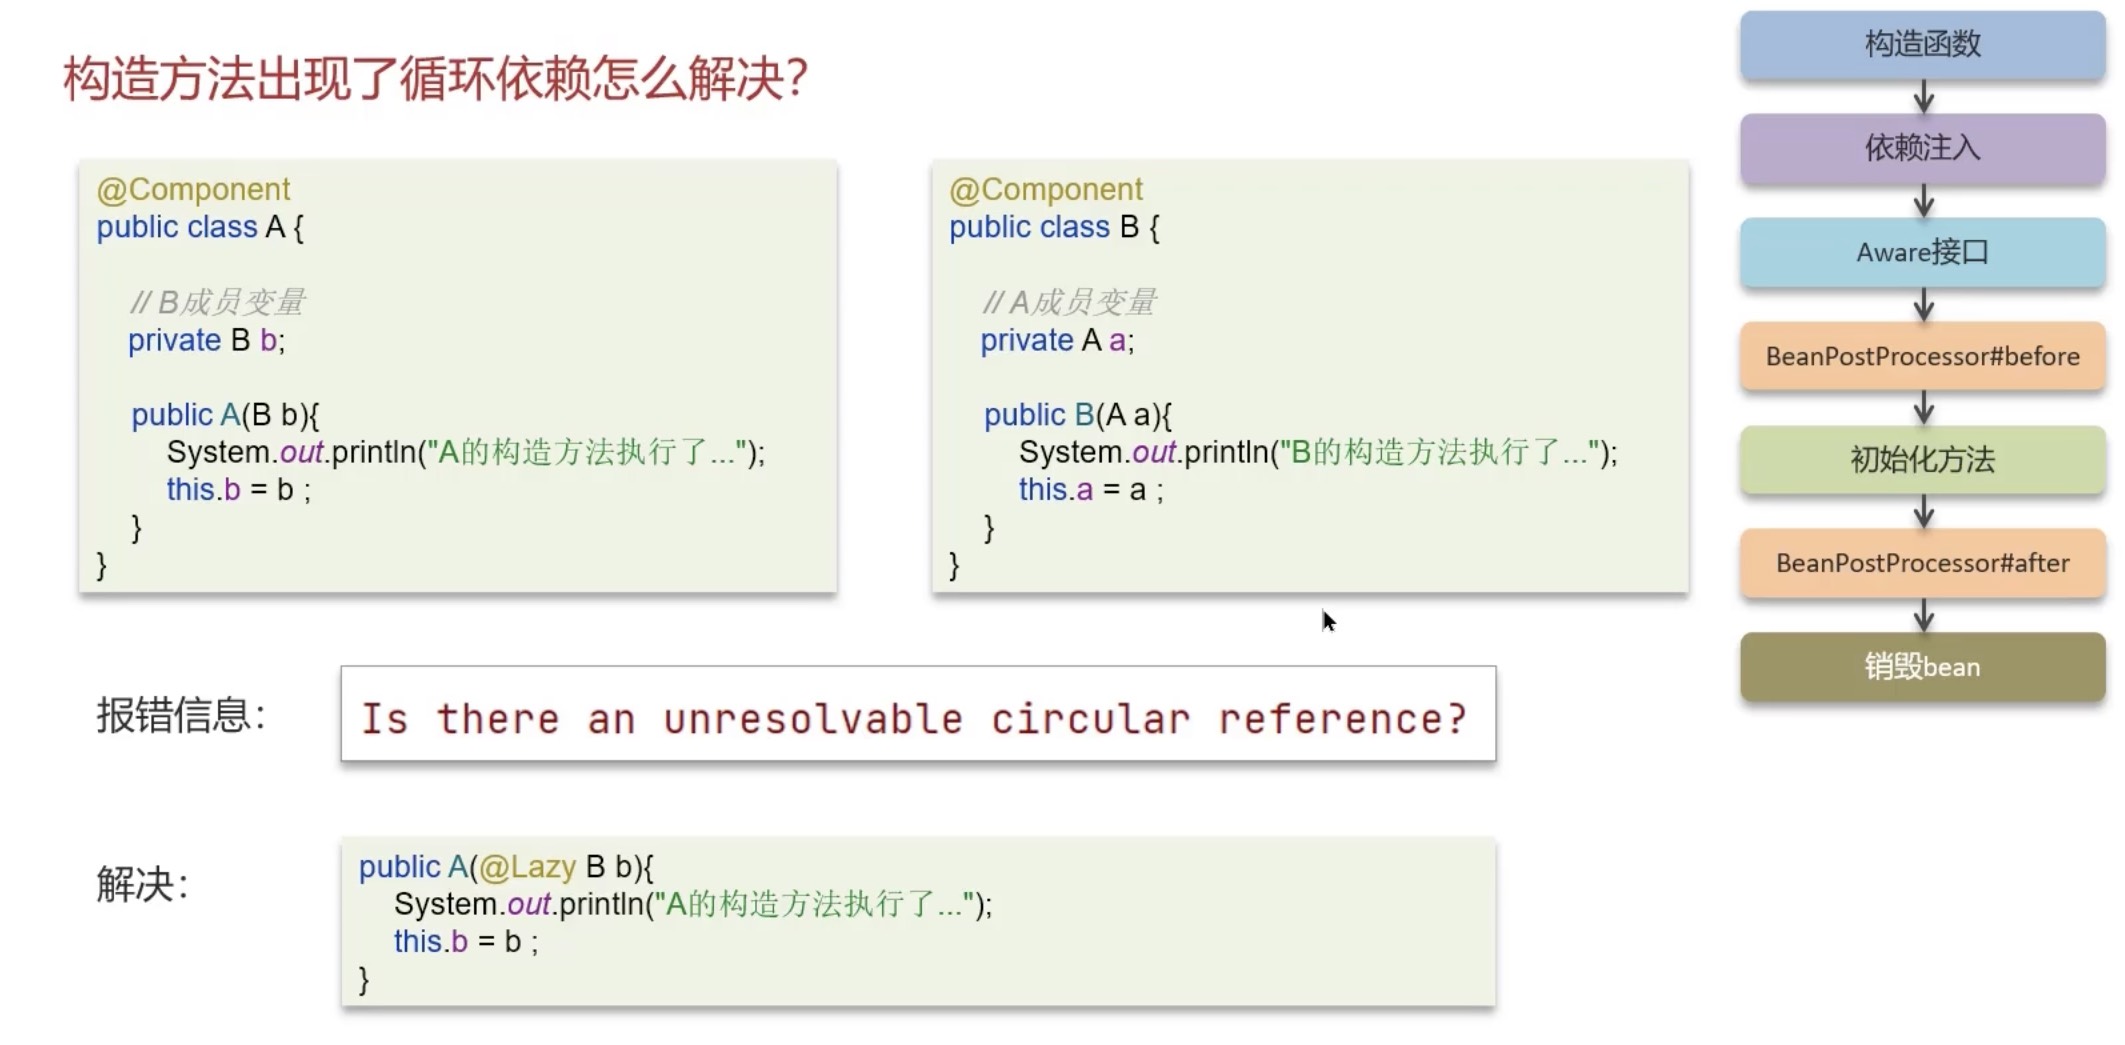 构造方法出现了循环依赖怎么解决？
@Component
public class A {
// B成员变量
private B b;
public A(B b){
System.out.println("A的构造方法执行了...");
this.b = b ;
}
}
@Component
public class B {
// A成员变量
private A a;
public B(A a){
System.out.println("B的构造方法执行了...");
this.a = a ;
}
}
报错信息：
Is there an unresolvable circular reference?
解决：
public A(@Lazy B b){
System.out.println("A的构造方法执行了...");
this.b = b ;
}
构造函数
依赖注入
Aware接口
BeanPostProcessor#before
初始化方法
BeanPostProcessor#after
销毁bean